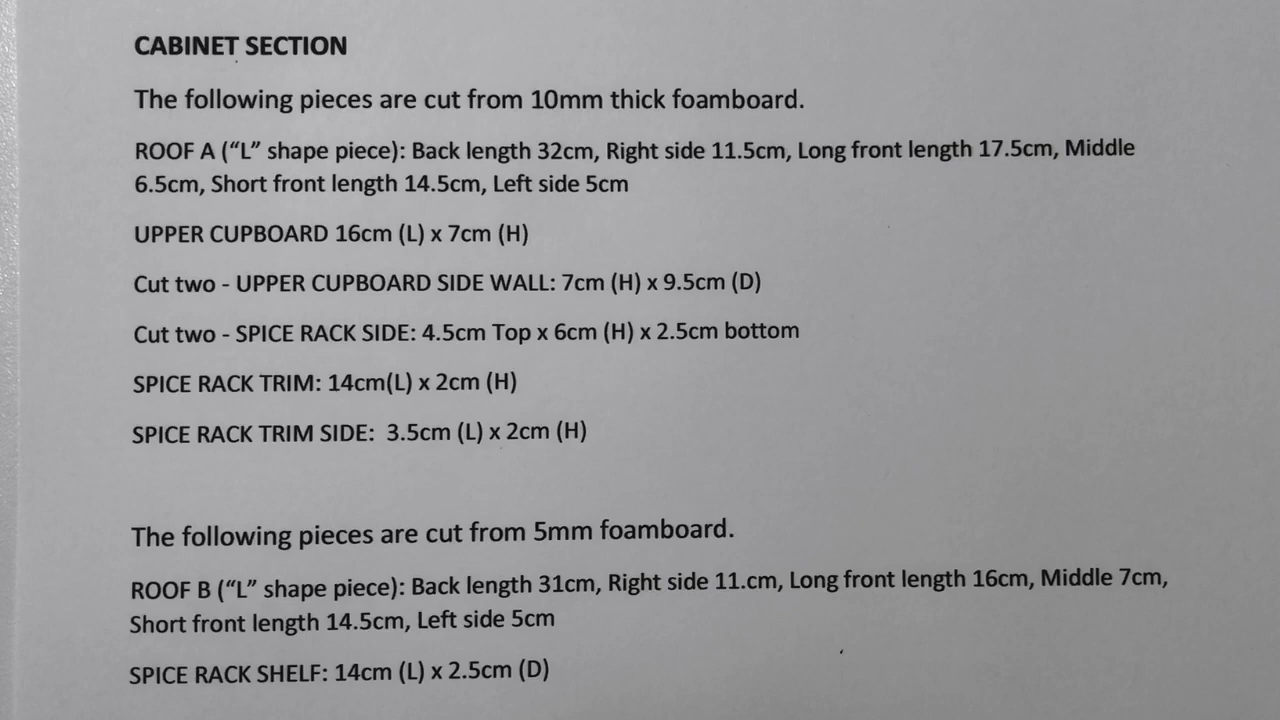 CABINET SECTION
The following pieces are cut from 10mm thick foamboard.
ROOF A (“L” shape piece): Back length 32cm, Right side 11.5cm, Long front length 17.5cm, Middle
6.5cm, Short front length 14.5cm, Left side 5cm
UPPER CUPBOARD 16cm (L) x 7cm (H)
Cut two - UPPER CUPBOARD SIDE WALL: 7cm (H) x 9.5cm (D)
Cut two - SPICE RACK SIDE: 4.5cm Top x 6cm (H) x 2.5cm bottom
SPICE RACK TRIM: 14cm(L) x 2cm (H)
SPICE RACK TRIM SIDE:  3.5cm (L) x 2cm (H)
The following pieces are cut from 5mm foamboard.
ROOF B (“L” shape piece): Back length 31cm, Right side 11.cm, Long front length 16cm, Middle 7cm,
Short front length 14.5cm, Left side 5cm
SPICE RACK SHELF: 14cm (L) x 2.5cm (D)